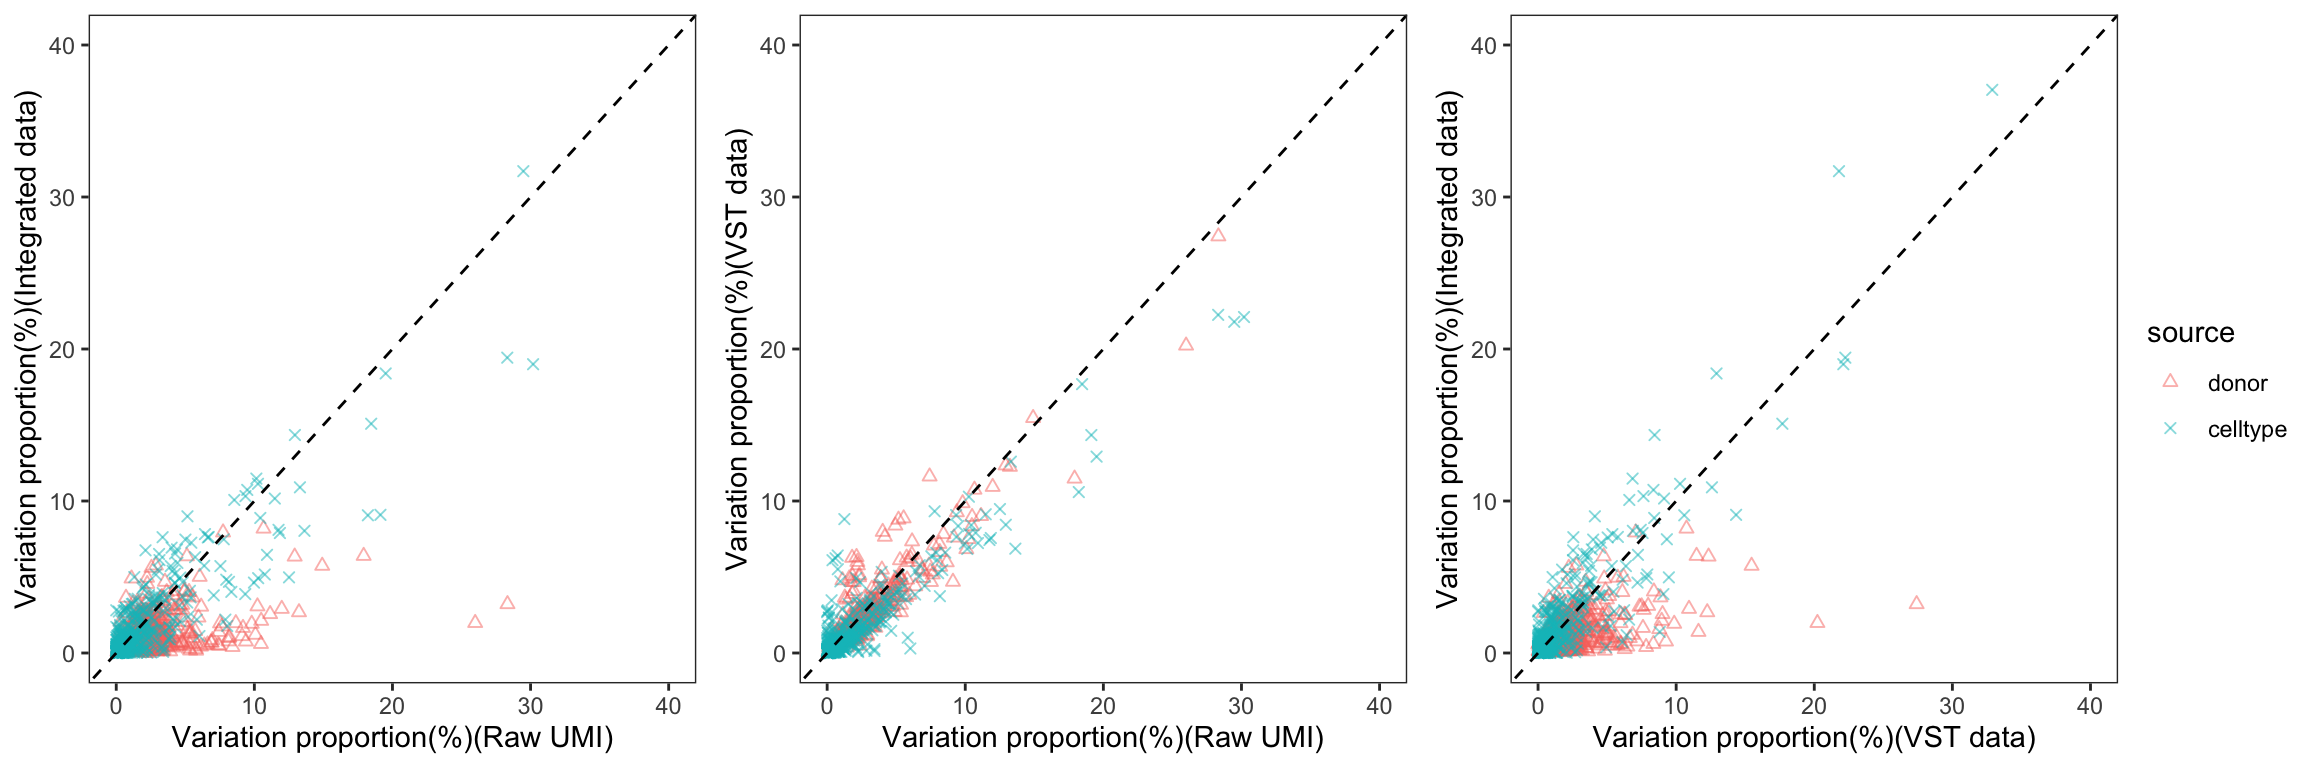 Variation proportion(%)(Integrated data)
40
30
20
10
0
0 10 20 30 40
Variation proportion(%)(Raw UMI)
Variation proportion(%)(VST data)
40
30
20
10
0
0 10 20 30 40
Variation proportion(%)(Raw UMI)
Variation proportion(%)(Integrated data)
40
30
20
10
0
0 10 20 30 40
Variation proportion(%)(VST data)
source
donor
celltype